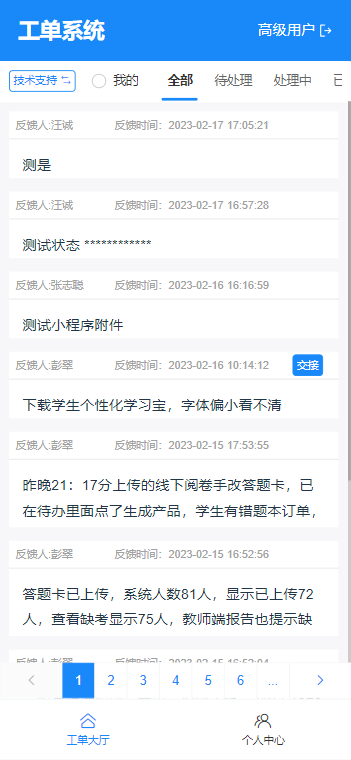 工单系统
高级用户
技术支持
我的
全部
待处理
处理中
反馈人:汪诚 反馈时间：2023-02-17 17:05:21
测是
反馈人:汪诚 反馈时间：2023-02-17 16:57:28
测试状态 ************
反馈人:张志聪 反馈时间：2023-02-16 16:16:59
测试小程序附件
反馈人:彭翠 反馈时间：2023-02-16 10:14:12 交接
下载学生个性化学习宝，字体偏小看不清
反馈人:彭翠 反馈时间：2023-02-15 17:53:55
昨晚21：17分上传的线下阅卷手改答题卡，已
在待办里面点了生成产品，学生有错题本订单，
反馈人:彭翠 反馈时间：2023-02-15 16:52:56
答题卡已上传，系统人数81人，显示已上传72
人，查看缺考显示75人，教师端报告也提示缺
1 2 3 4 5 6 ...
工单大厅
个人中心